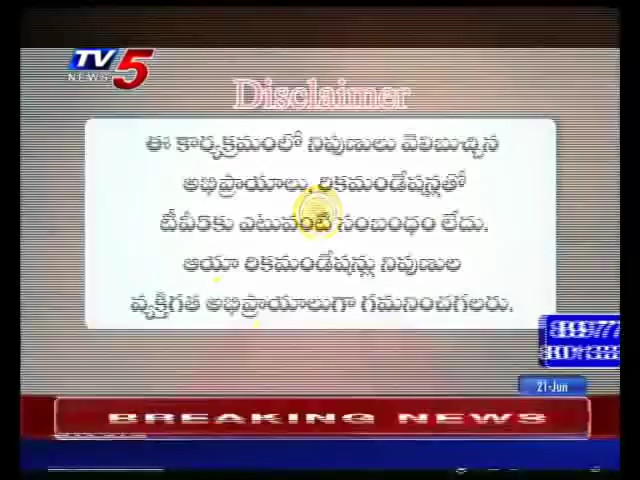 TV5
NEWS
Disclaimer
ఈ కార్యక్రమంలో నిపుణులు వెలిబుచ్చిన
అభిప్రాయాలు, రికమండేషన్లతో
టీవీ5కు ఎటువంటి సంబంధం లేదు.
ఆయా రికమండేషన్లు నిపుణుల
వ్యక్తిగత అభిప్రాయాలుగా గమనించగలరు.
21-Jun
BREAKING NEWS